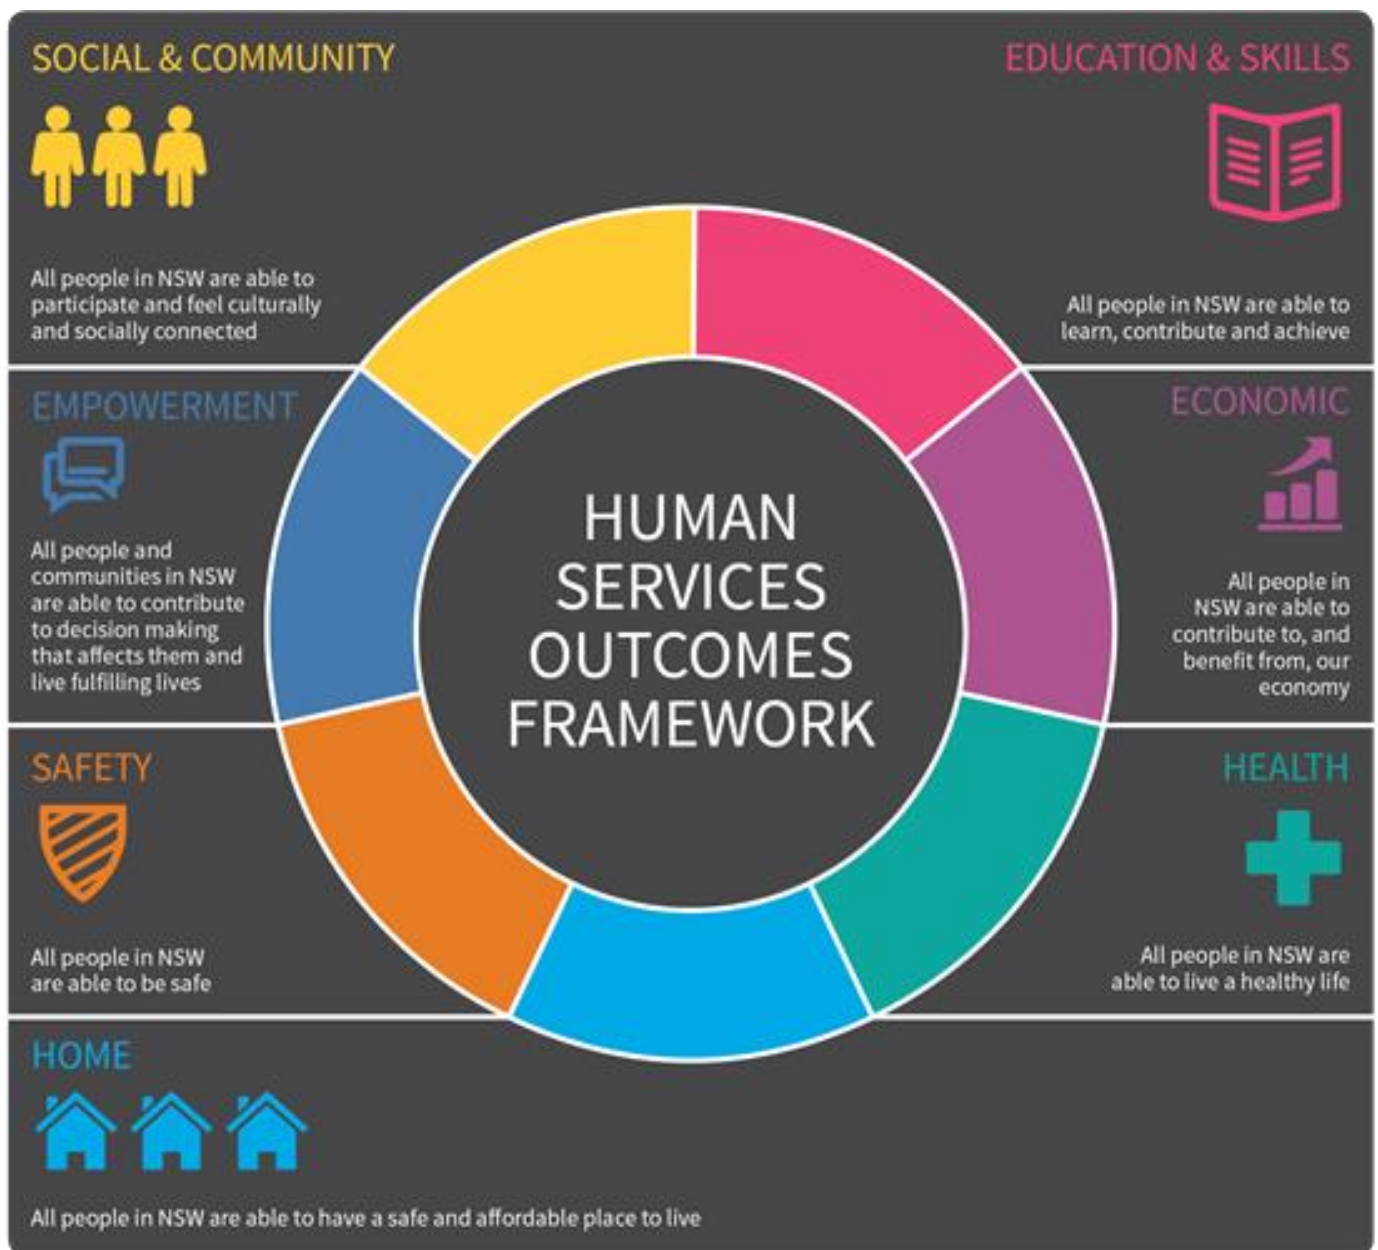 SOCIAL & COMMUNITY
All people in NSW are able to
participate and feel culturally
and socially connected
EDUCATION & SKILLS
All people in NSW are able to
learn, contribute and achieve
EMPOWERMENT
All people and
communities in NSW
are able to contribute
to decision making
that affects them and
live fulfilling lives
HUMAN
SERVICES
OUTCOMES
FRAMEWORK
ECONOMIC
All people in
NSW are able to
contribute to, and
benefit from, our
economy
SAFETY
All people in NSW
are able to be safe
HEALTH
All people in NSW are
able to live a healthy life
HOME
All people in NSW are able to have a safe and affordable place to live